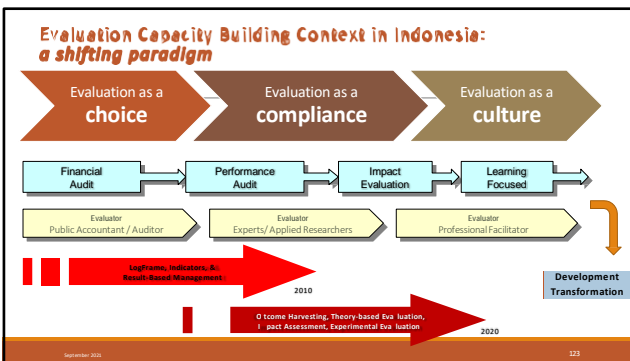 Evaluation Capacity Building Context in Indonesia:
a shifting paradigm
Evaluation as a
choice
Evaluation as a
compliance
Evaluation as a
culture
Financial
Audit
Performance
Audit
Impact
Evaluation
Learning
Focused
Evaluator
Public Accountant / Auditor
Evaluator
Experts/ Applied Researchers
Evaluator
Professional Facilitator
LogFrame, Indicators, &
Result-Based Management
2010
Development
Transformation
Outcome Harvesting, Theory-based Evaluation,
Impact Assessment, Experimental Evaluation
2020
September 2021
123